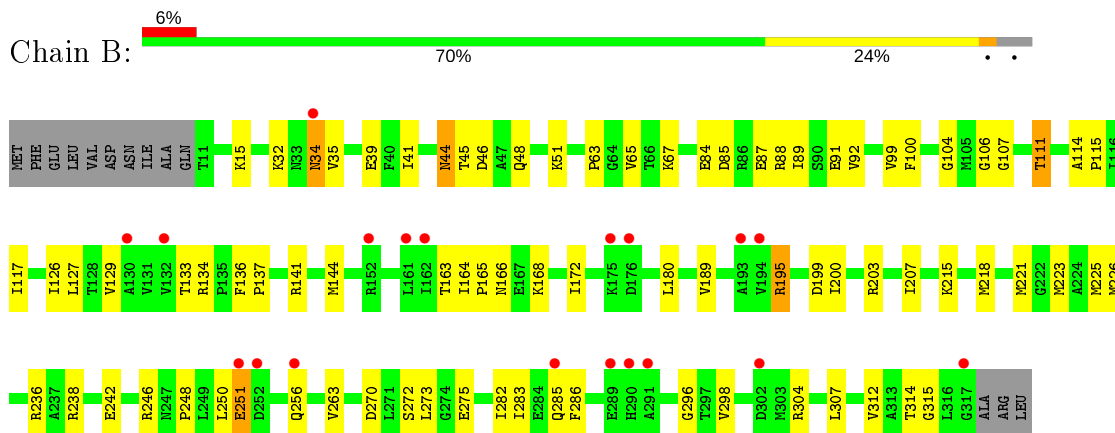 6%
Chain B:
70% 24% • •
MET PHE GLU LEU VAL ASP ASN ILE ALA GLN T11 K15 K32 N33 N34 V35 E39 F40 I41 N44 T45 D46 A47 Q48 K51 P63 G64 V65 T66 K67 E84 D85 R86 E87 R88 I89 S90 E91 V92 V99 F100 G104 M105 G106 G107 T111 A114 P115 I116
I117 I126 L127 T128 V129 A130 V131 V132 T133 R134 P135 F136 P137 R141 M144 R152 L161 I162 T163 I164 P165 N166 E167 K168 I172 K175 D176 L180 V189 A193 V194 R195 D199 I200 R203 I207 K215 M218 M221 G222 M223 A224 M225 M226
R236 A237 R238 E242 R246 N247 P248 L249 L250 E251 D252 Q256 V263 D270 L271 S272 L273 G274 E275 I282 I283 E284 Q285 F286 E289 H290 A291 G296 T297 V298 D302 M303 R304 L307 V312 A313 T314 G315 L316 G317 ALA ARG LEU